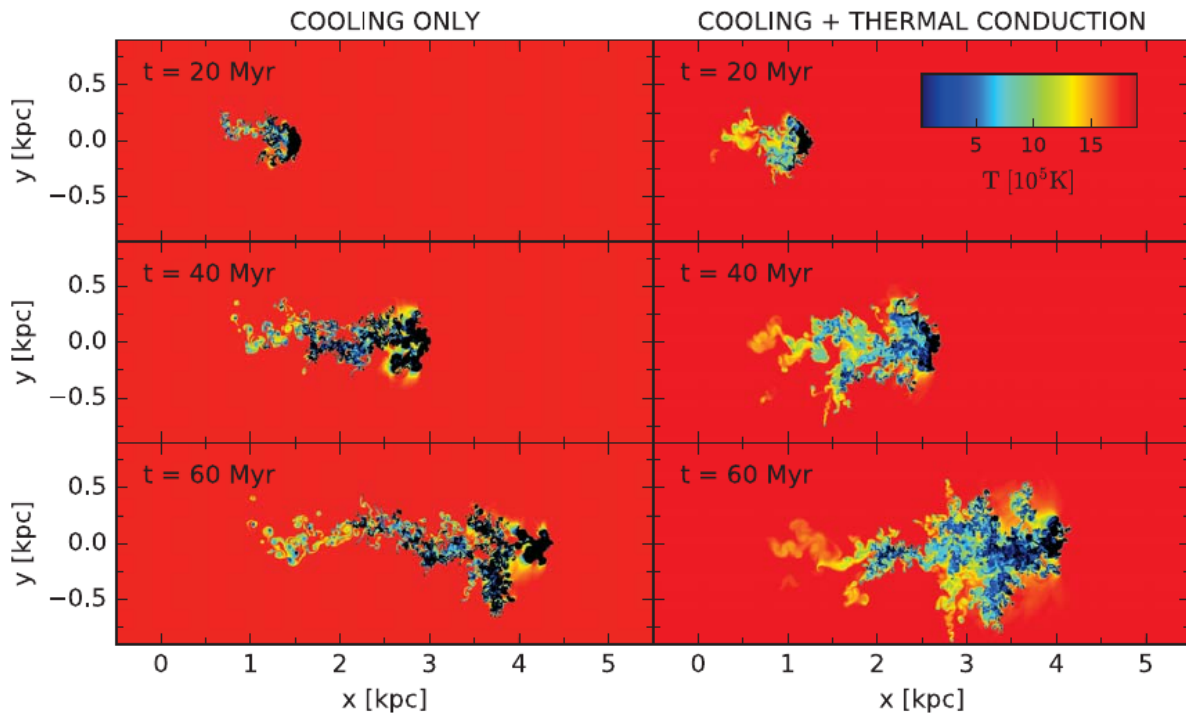 COOLING ONLY
COOLING + THERMAL CONDUCTION
t = 20 Myr
t = 20 Myr
5 10 15
T [10⁵K]
0.5
0.0
−0.5
y [kpc]
t = 40 Myr
t = 40 Myr
0.5
0.0
−0.5
y [kpc]
t = 60 Myr
t = 60 Myr
0.5
0.0
−0.5
y [kpc]
0 1 2 3 4 5
0 1 2 3 4 5
x [kpc]
x [kpc]